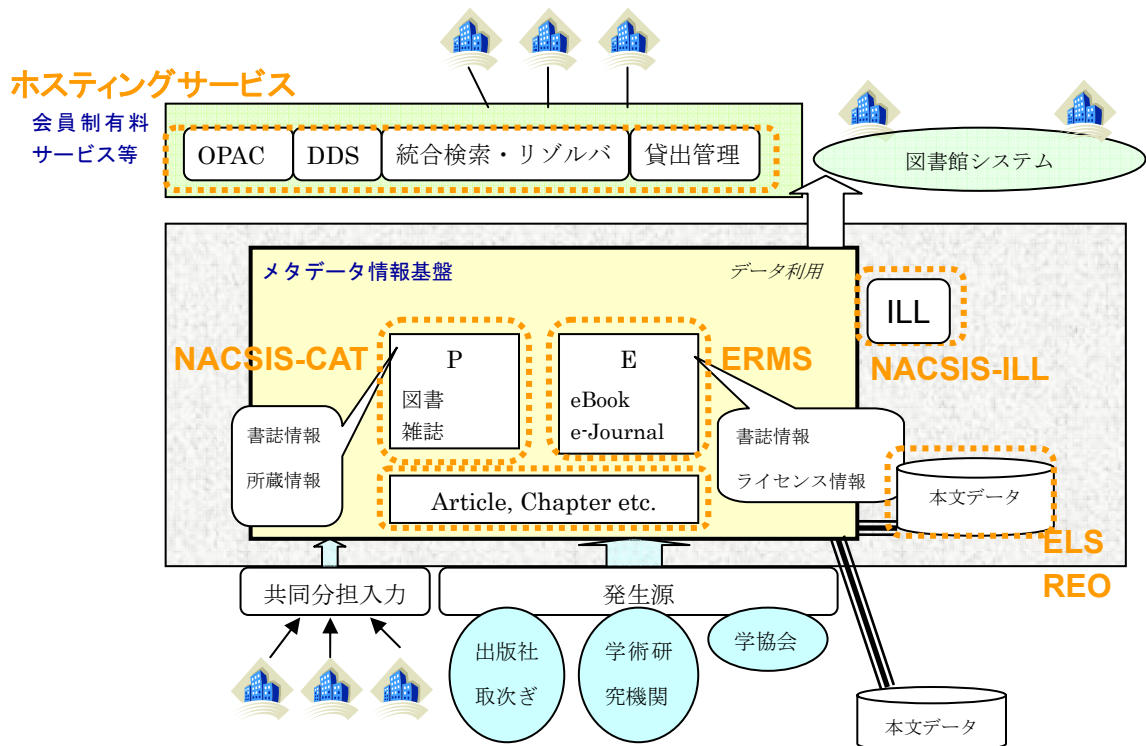 ホスティングサービス
会員制有料
サービス等
OPAC
DDS
統合検索・リゾルバ
貸出管理
図書館システム
メタデータ情報基盤
データ利用
ILL
NACSIS-ILL
NACSIS-CAT
P
図書
雑誌
E
eBook
e-Journal
ERMS
書誌情報
所蔵情報
書誌情報
ライセンス情報
Article, Chapter etc.
本文データ
ELS
REO
共同分担入力
発生源
出版社
取次ぎ
学術研
究機関
学協会
本文データ